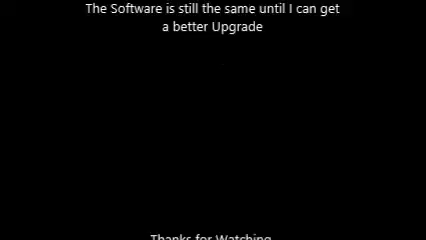 The Software is still the same until I can get
a better Upgrade
Thanks for Watching